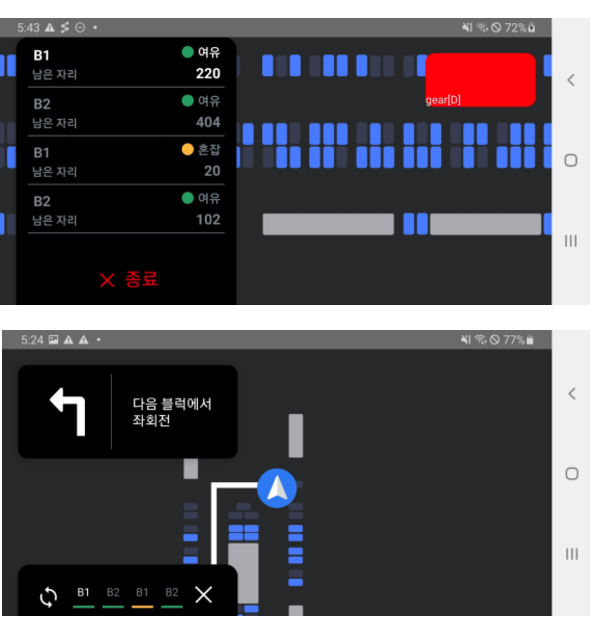 5:43
72%
B1 여유
남은 자리 220
B2 여유
남은 자리 404
B1 혼잡
남은 자리 20
B2 여유
남은 자리 102
종료
gear[D]
5:24
77%
다음 블럭에서
좌회전
B1 B2 B1 B2